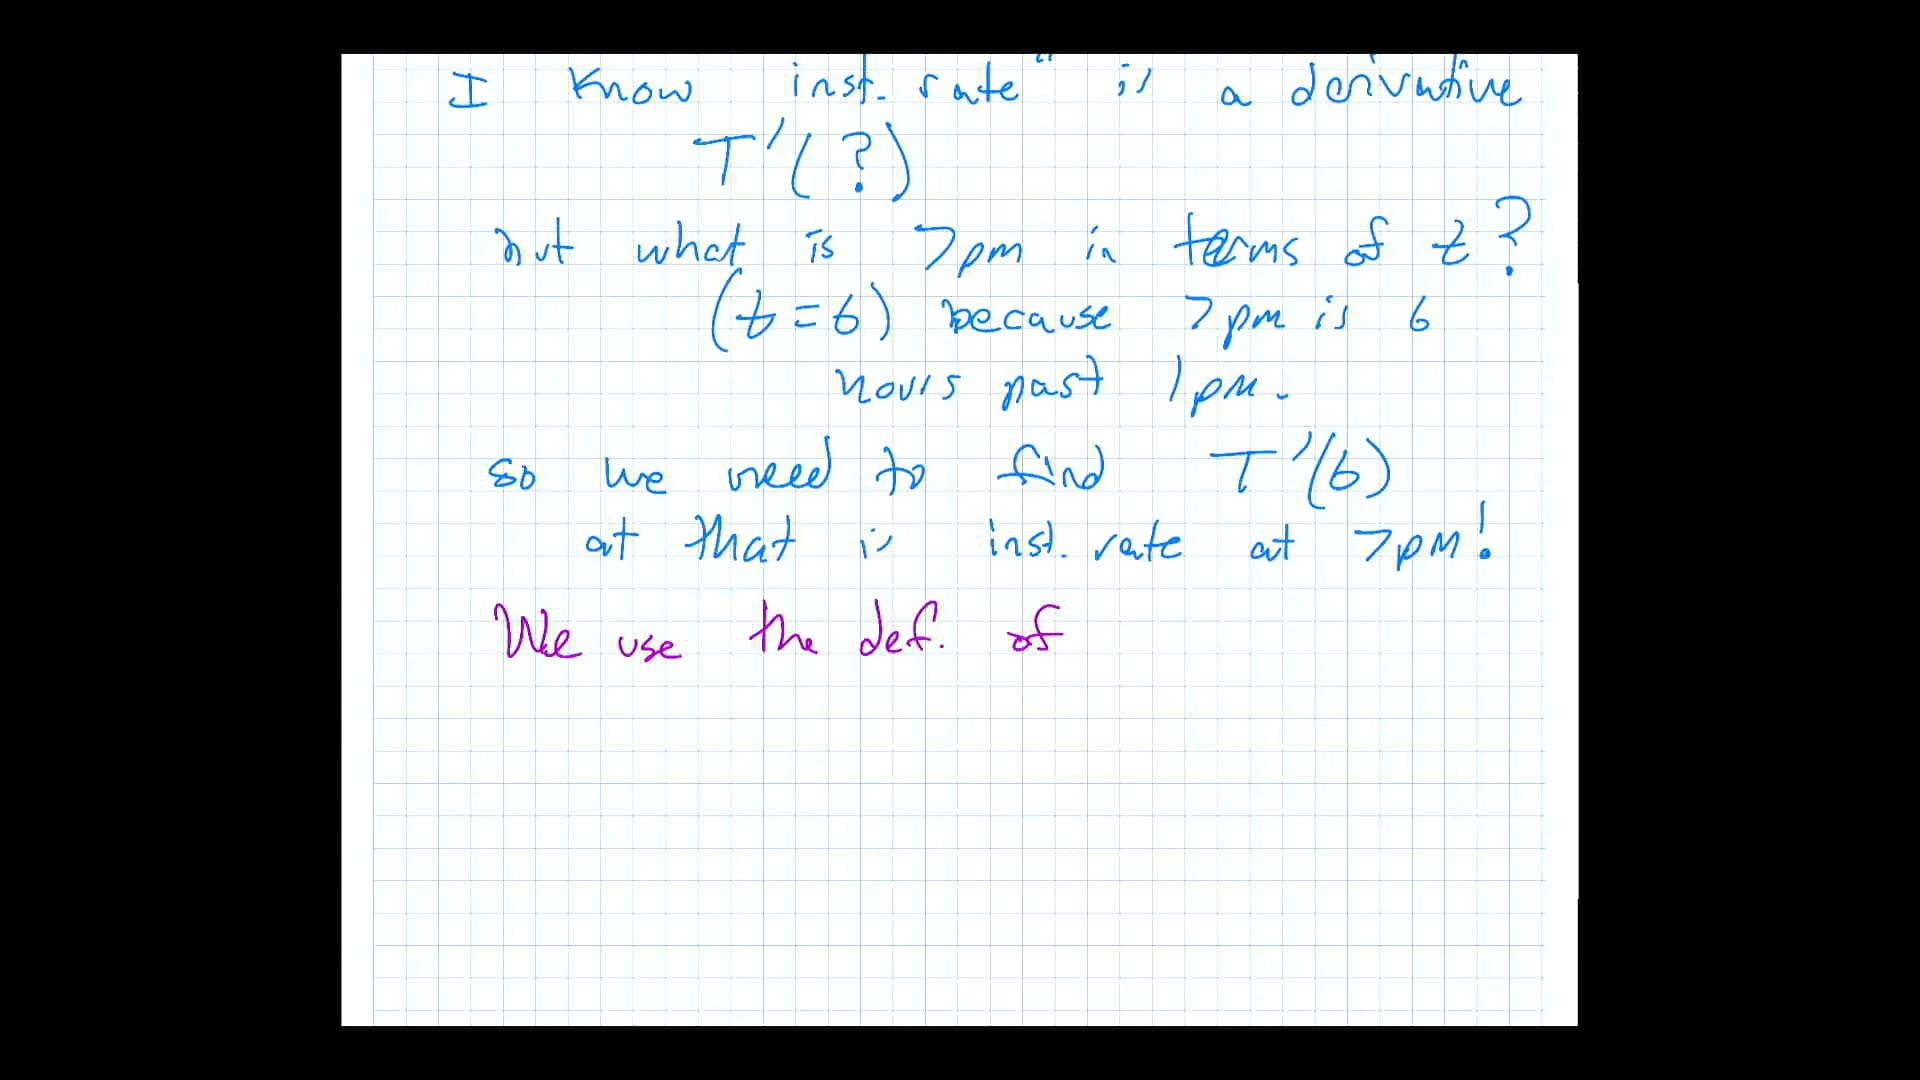 I know inst. rate" is a derivative
T'(?)
but what is 7pm in terms of t?
(t=6) because 7pm is 6
hours past 1pm.
so we need to find T'(6)
at that is inst. rate at 7pm!
We use the def. of